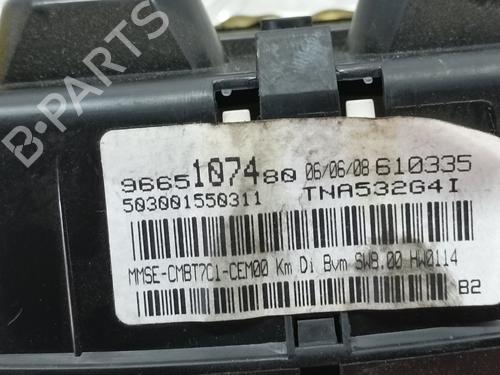 B-PARTS
9665107480 06/06/08 610335
503001550311 TNA532G4I
MMSE-CMBT7C1-CEM00 Km Di Bvm SW8.00 HW0114
B2